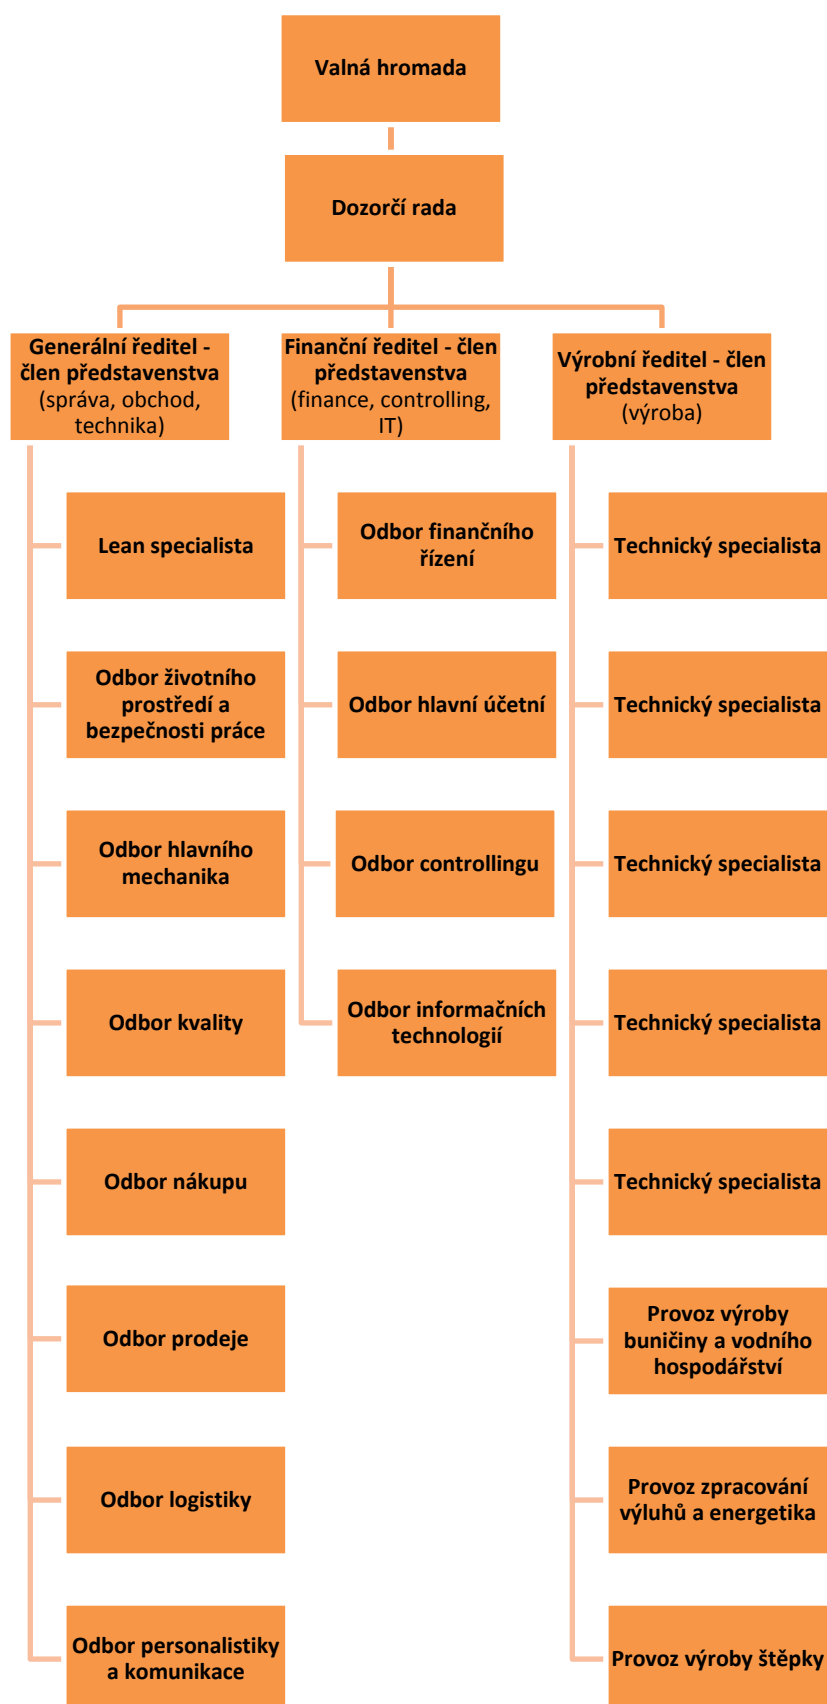 Valná hromada
Dozorčí rada
Generální ředitel -
člen představenstva
(správa, obchod,
technika)
Finanční ředitel - člen
představenstva
(finance, controlling,
IT)
Výrobní ředitel - člen
představenstva
(výroba)
Lean specialista
Odbor životního
prostředí a
bezpečnosti práce
Odbor hlavního
mechanika
Odbor kvality
Odbor nákupu
Odbor prodeje
Odbor logistiky
Odbor personalistiky
a komunikace
Odbor finančního
řízení
Odbor hlavní účetní
Odbor controllingu
Odbor informačních
technologií
Technický specialista
Technický specialista
Technický specialista
Technický specialista
Technický specialista
Provoz výroby
buničiny a vodního
hospodářství
Provoz zpracování
výluhů a energetika
Provoz výroby štěpky